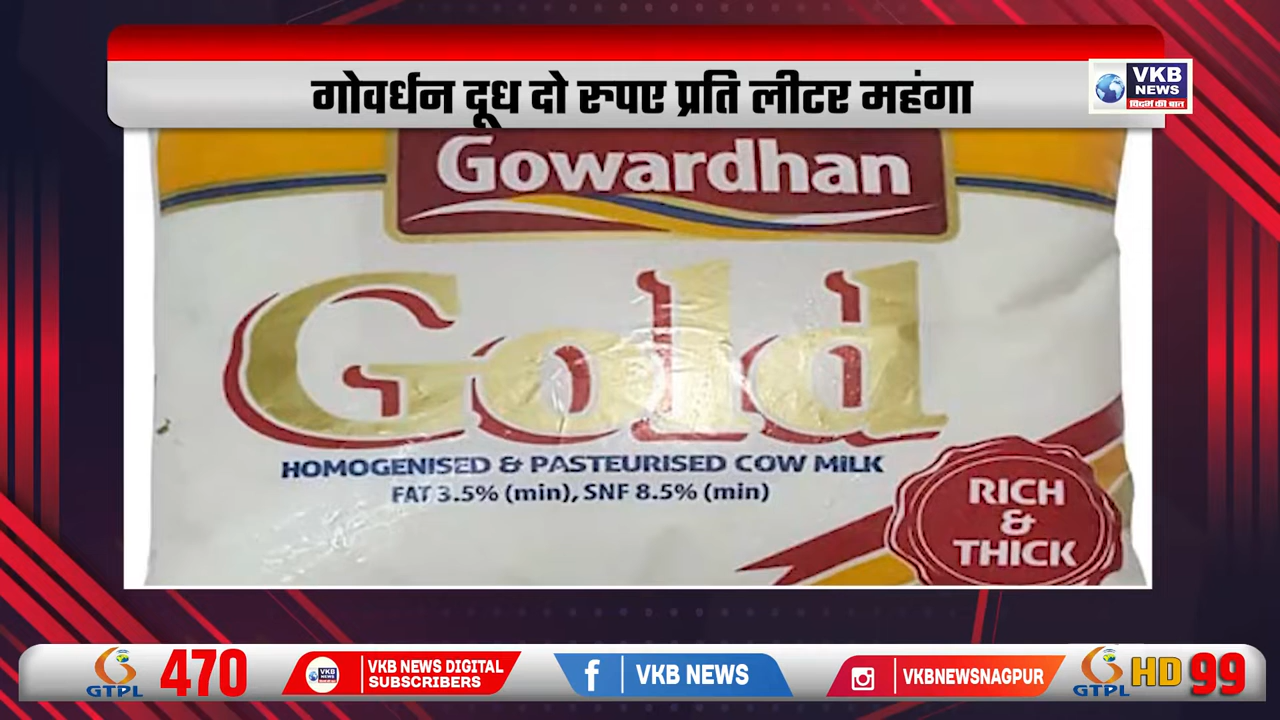 गोवर्धन दूध दो रुपए प्रति लीटर महंगा
VKB
NEWS
विदर्भ की बात
Gowardhan
Gold
HOMOGENISED & PASTEURISED COW MILK
FAT 3.5% (min), SNF 8.5% (min)
RICH
&
THICK
GTPL
470
VKB NEWS DIGITAL
SUBSCRIBERS
VKB NEWS
VKBNEWSNAGPUR
GTPL
HD 99